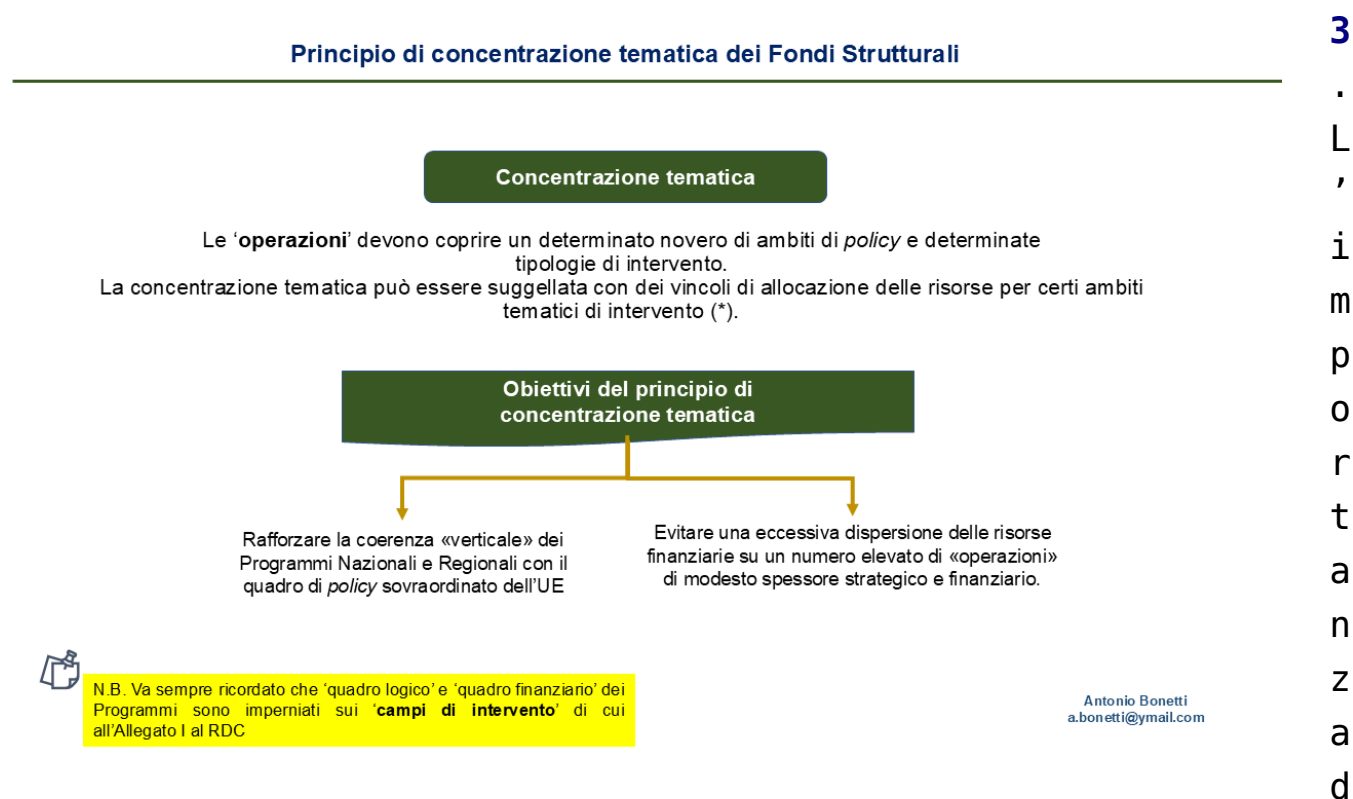 Principio di concentrazione tematica dei Fondi Strutturali
Concentrazione tematica
Le ‘operazioni’ devono coprire un determinato novero di ambiti di policy e determinate
tipologie di intervento.
La concentrazione tematica può essere suggellata con dei vincoli di allocazione delle risorse per certi ambiti
tematici di intervento (*).
Obiettivi del principio di
concentrazione tematica
Rafforzare la coerenza «verticale» dei
Programmi Nazionali e Regionali con il
quadro di policy sovraordinato dell’UE
Evitare una eccessiva dispersione delle risorse
finanziarie su un numero elevato di «operazioni»
di modesto spessore strategico e finanziario.
N.B. Va sempre ricordato che ‘quadro logico’ e ‘quadro finanziario’ dei
Programmi sono imperniati sui ‘campi di intervento’ di cui
all’Allegato I al RDC
Antonio Bonetti
a.bonetti@ymail.com
3
.
L
’
i
m
p
o
r
t
a
n
z
a
d